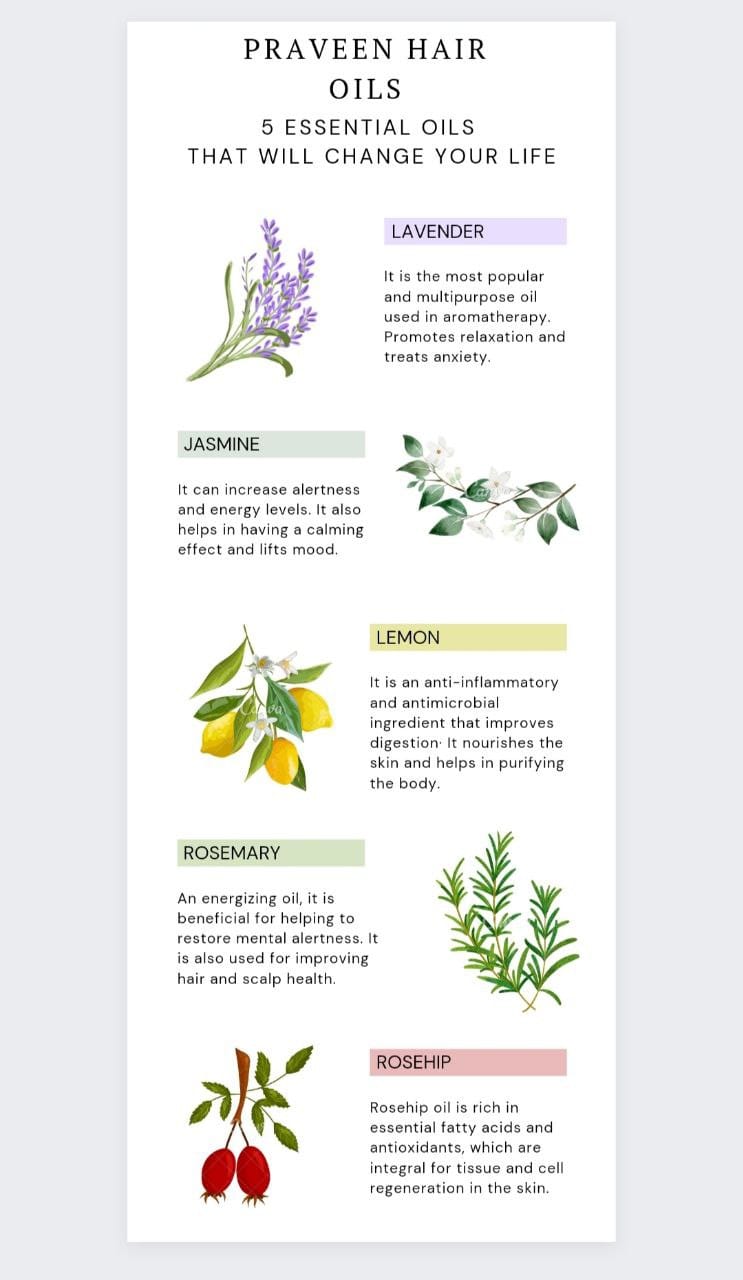 PRAVEEN HAIR
OILS
5 ESSENTIAL OILS
THAT WILL CHANGE YOUR LIFE
LAVENDER
It is the most popular
and multipurpose oil
used in aromatherapy.
Promotes relaxation and
treats anxiety.
JASMINE
It can increase alertness
and energy levels. It also
helps in having a calming
effect and lifts mood.
Canva
LEMON
It is an anti-inflammatory
and antimicrobial
ingredient that improves
digestion· It nourishes the
skin and helps in purifying
the body.
Canva
ROSEMARY
An energizing oil, it is
beneficial for helping to
restore mental alertness. It
is also used for improving
hair and scalp health.
ROSEHIP
Rosehip oil is rich in
essential fatty acids and
antioxidants, which are
integral for tissue and cell
regeneration in the skin.